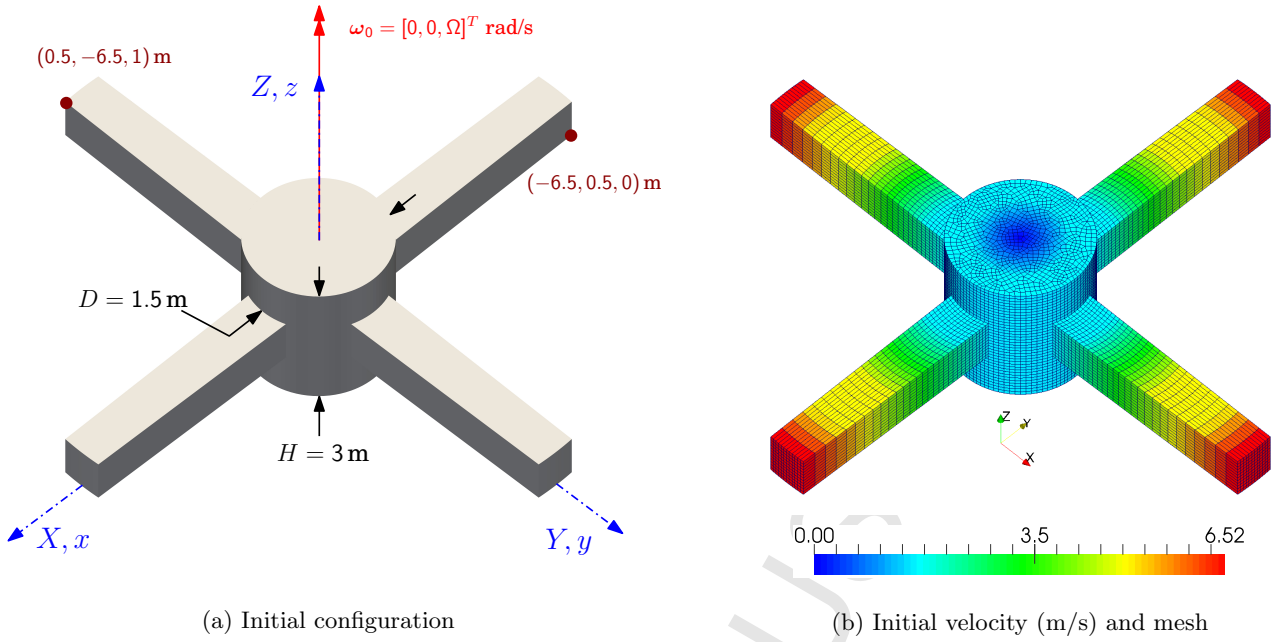 ω₀ = [0, 0, Ω]ᵀ rad/s
(0.5, −6.5, 1) m
Z, z
(−6.5, 0.5, 0) m
D = 1.5 m
H = 3 m
X, x
Y, y
(a) Initial configuration
Z
Y
X
0.00 3.5 6.52
(b) Initial velocity (m/s) and mesh